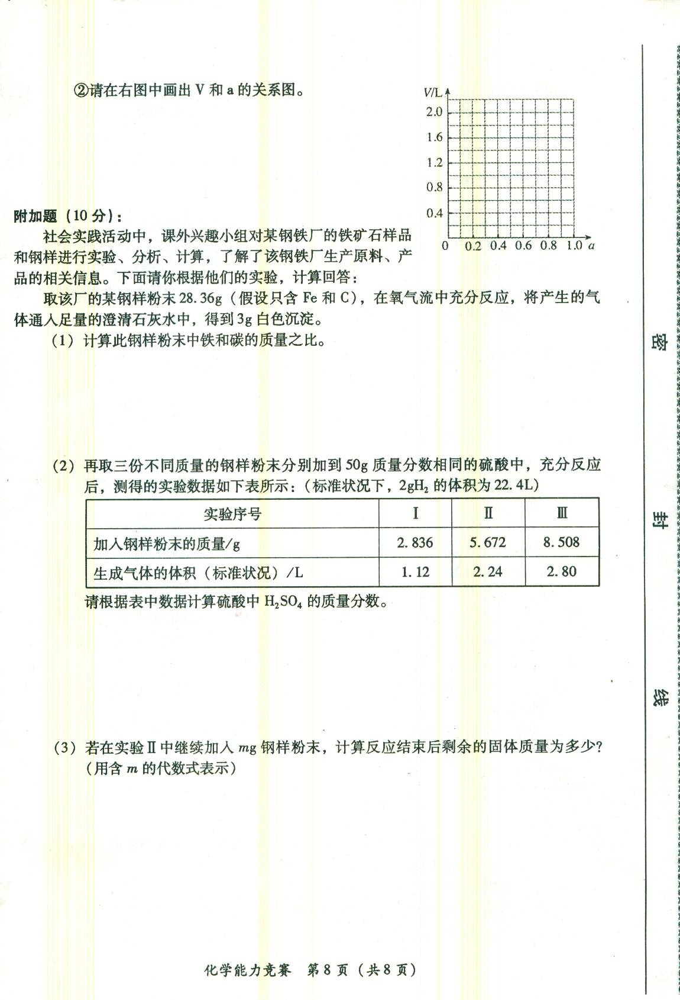 ②请在右图中画出 V 和 a 的关系图。
V/L
2.0
1.6
1.2
0.8
0.4
0 0.2 0.4 0.6 0.8 1.0 a
附加题（10 分）：
社会实践活动中，课外兴趣小组对某钢铁厂的铁矿石样品
和钢样进行实验、分析、计算，了解了该钢铁厂生产原料、产
品的相关信息。下面请你根据他们的实验，计算回答：
取该厂的某钢样粉末 28.36g（假设只含 Fe 和 C），在氧气流中充分反应，将产生的气
体通入足量的澄清石灰水中，得到 3g 白色沉淀。
（1）计算此钢样粉末中铁和碳的质量之比。
（2）再取三份不同质量的钢样粉末分别加到 50g 质量分数相同的硫酸中，充分反应
后，测得的实验数据如下表所示：（标准状况下，2gH₂ 的体积为 22.4L）
实验序号 Ⅰ Ⅱ Ⅲ
加入钢样粉末的质量/g 2.836 5.672 8.508
生成气体的体积（标准状况）/L 1.12 2.24 2.80
请根据表中数据计算硫酸中 H₂SO₄ 的质量分数。
（3）若在实验Ⅱ中继续加入 mg 钢样粉末，计算反应结束后剩余的固体质量为多少？
（用含 m 的代数式表示）
化学能力竞赛 第 8 页（共 8 页）
密
封
线